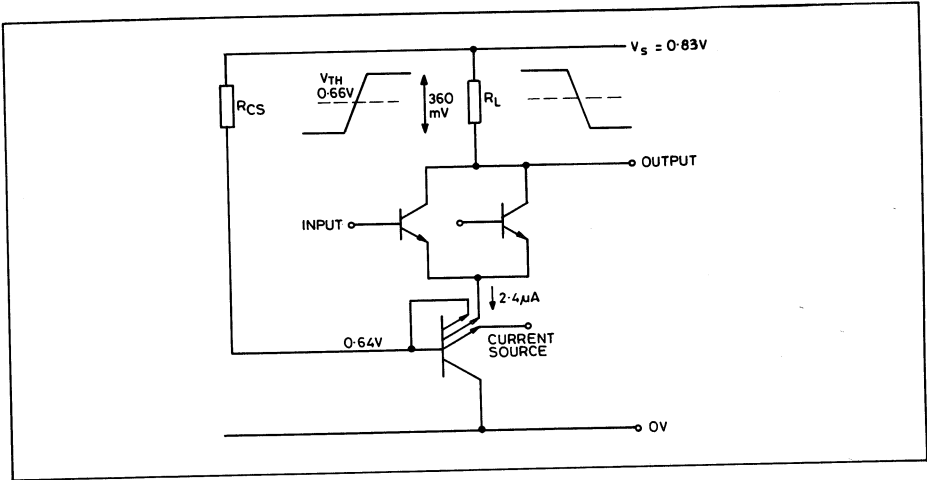 V_S = 0·83V
V_TH
0·66V
360
mV
R_CS
R_L
OUTPUT
INPUT
2·4μA
0·64V
CURRENT
SOURCE
0V